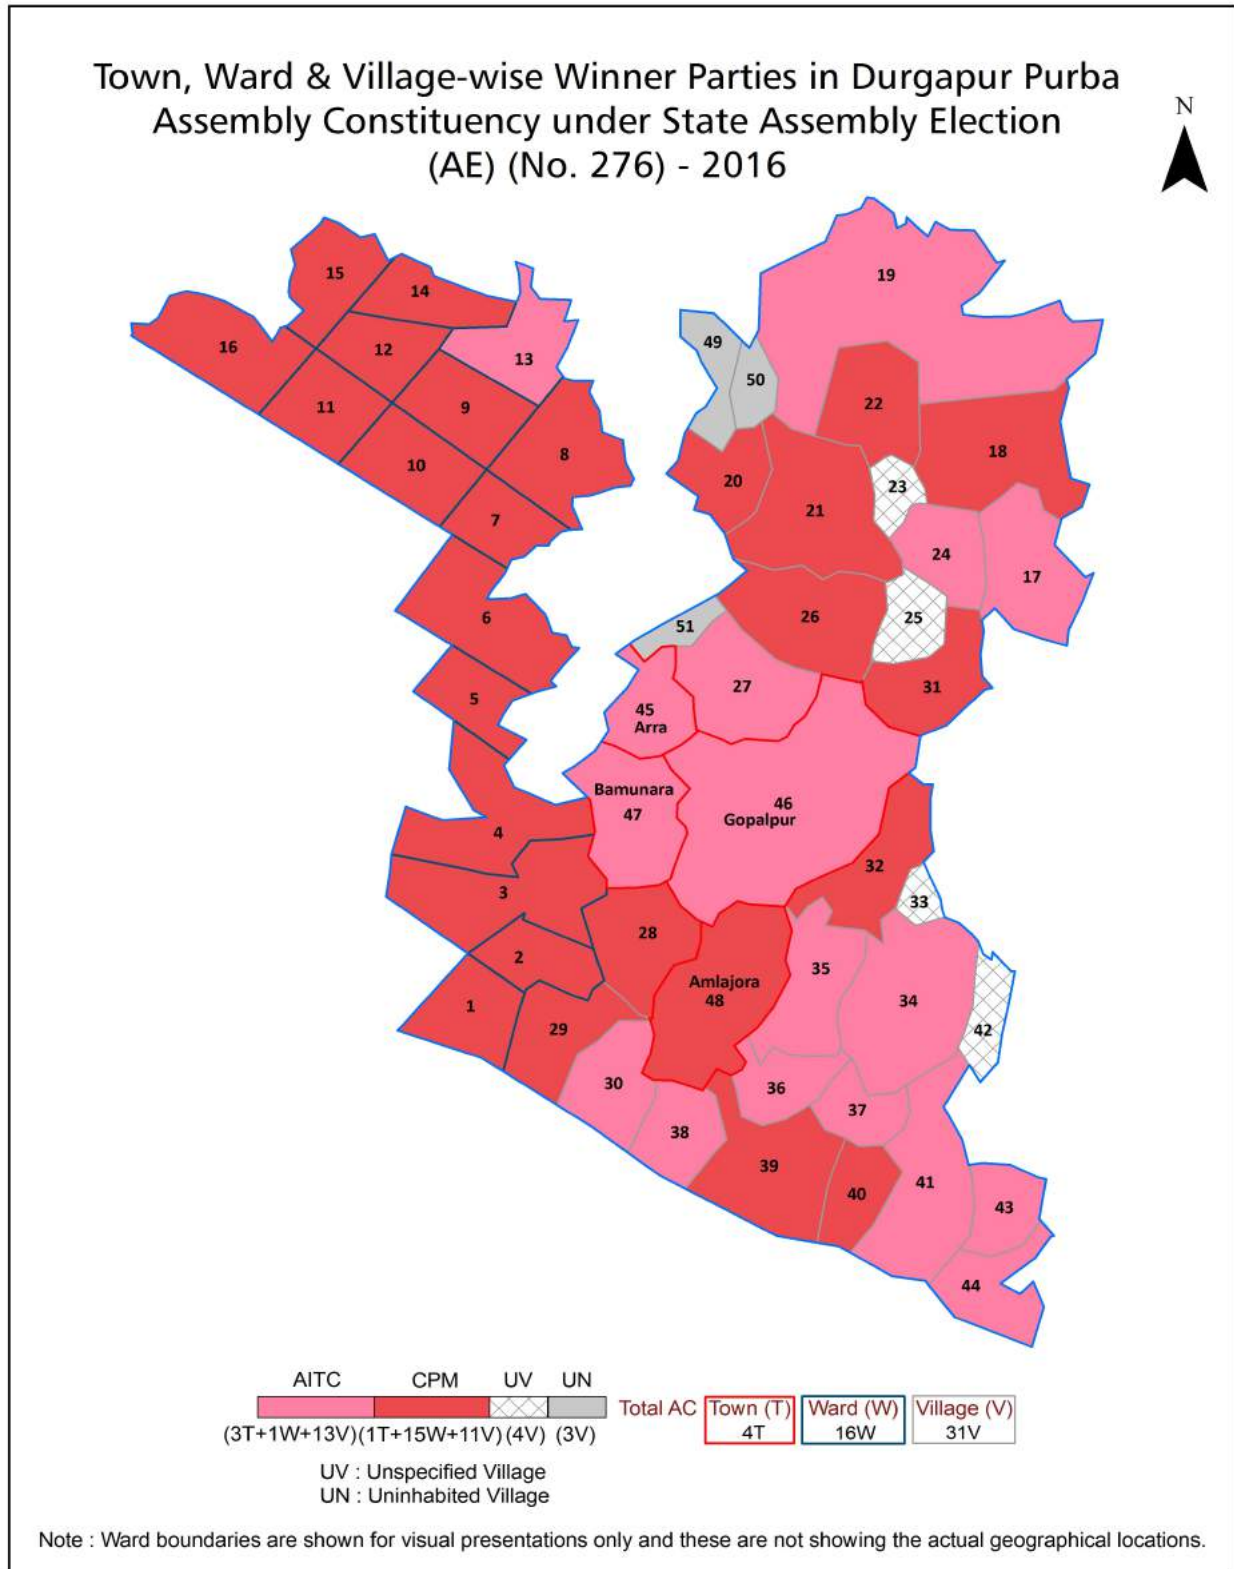 Town, Ward & Village-wise Winner Parties in Durgapur Purba
Assembly Constituency under State Assembly Election
(AE) (No. 276) - 2016
N
19
15
14
16
12
13
49
50
11
9
22
10
8
18
20
23
7
21
24
17
6
26
25
51
5
27
31
45
Arra
Bamunara
47
46
Gopalpur
4
32
3
33
28
2
35
Amlajora
48
34
1
29
42
30
36
37
38
39
40
41
43
44
AITC CPM UV UN
(3T+1W+13V) (1T+15W+11V) (4V) (3V)
Total AC
Town (T)
4T
Ward (W)
16W
Village (V)
31V
UV : Unspecified Village
UN : Uninhabited Village
Note : Ward boundaries are shown for visual presentations only and these are not showing the actual geographical locations.